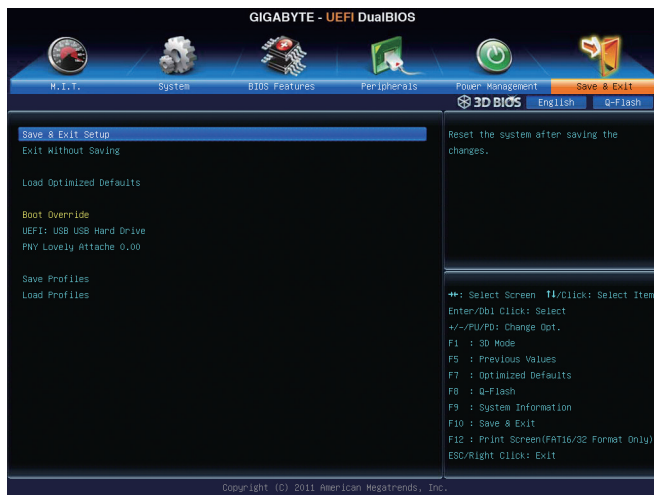 GIGABYTE - UEFI DualBIOS
M.I.T. System BIOS Features Peripherals Power Management Save & Exit
3D BIOS English Q-Flash
Save & Exit Setup
Exit Without Saving
Load Optimized Defaults
Boot Override
UEFI: USB USB Hard Drive
PNY Lovely Attache 0.00
Save Profiles
Load Profiles
Reset the system after saving the
changes.
→←: Select Screen ↑↓/Click: Select Item
Enter/Dbl Click: Select
+/-/PU/PD: Change Opt.
F1 : 3D Mode
F5 : Previous Values
F7 : Optimized Defaults
F8 : Q-Flash
F9 : System Information
F10 : Save & Exit
F12 : Print Screen(FAT16/32 Format Only)
ESC/Right Click: Exit
Copyright (C) 2011 American Megatrends, Inc.